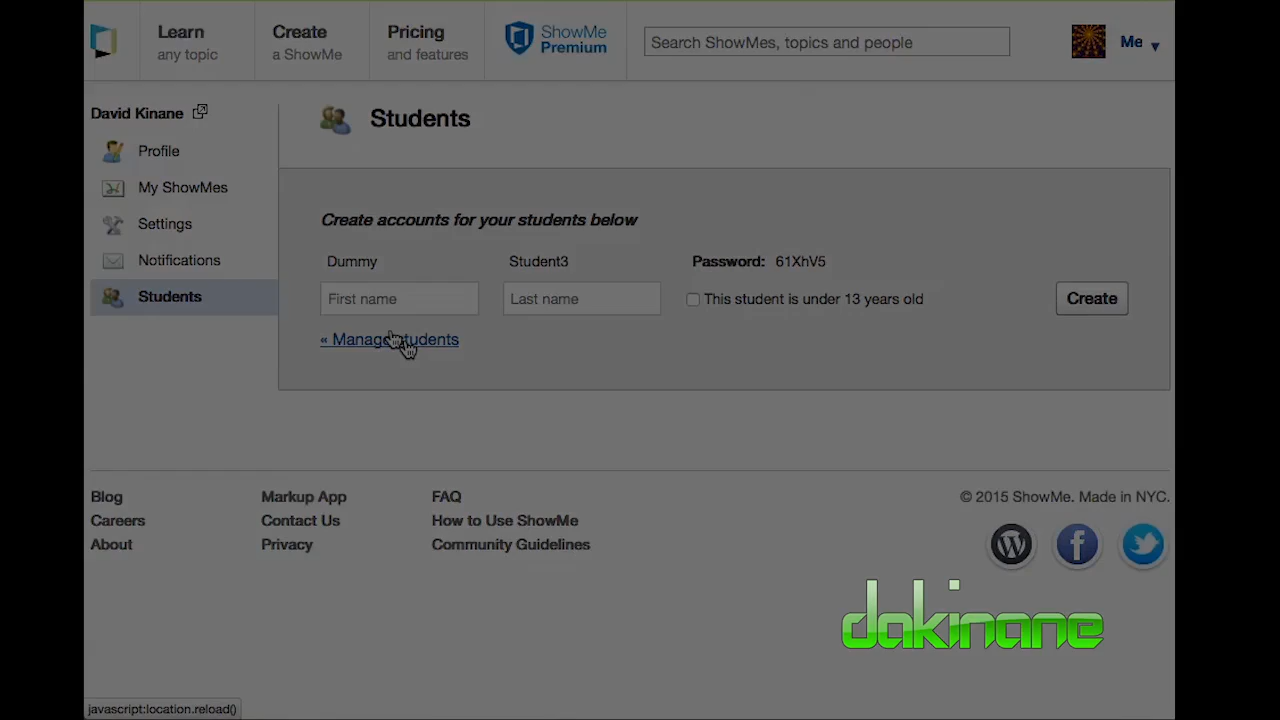 Learn
any topic
Create
a ShowMe
Pricing
and features
ShowMe
Premium
Search ShowMes, topics and people
Me
David Kinane
Profile
My ShowMes
Settings
Notifications
Students
Students
Create accounts for your students below
Dummy Student3 Password: 61XhV5
First name Last name This student is under 13 years old Create
« Manage students
Blog Markup App FAQ © 2015 ShowMe. Made in NYC.
Careers Contact Us How to Use ShowMe
About Privacy Community Guidelines
dakinane
javascript:location.reload()